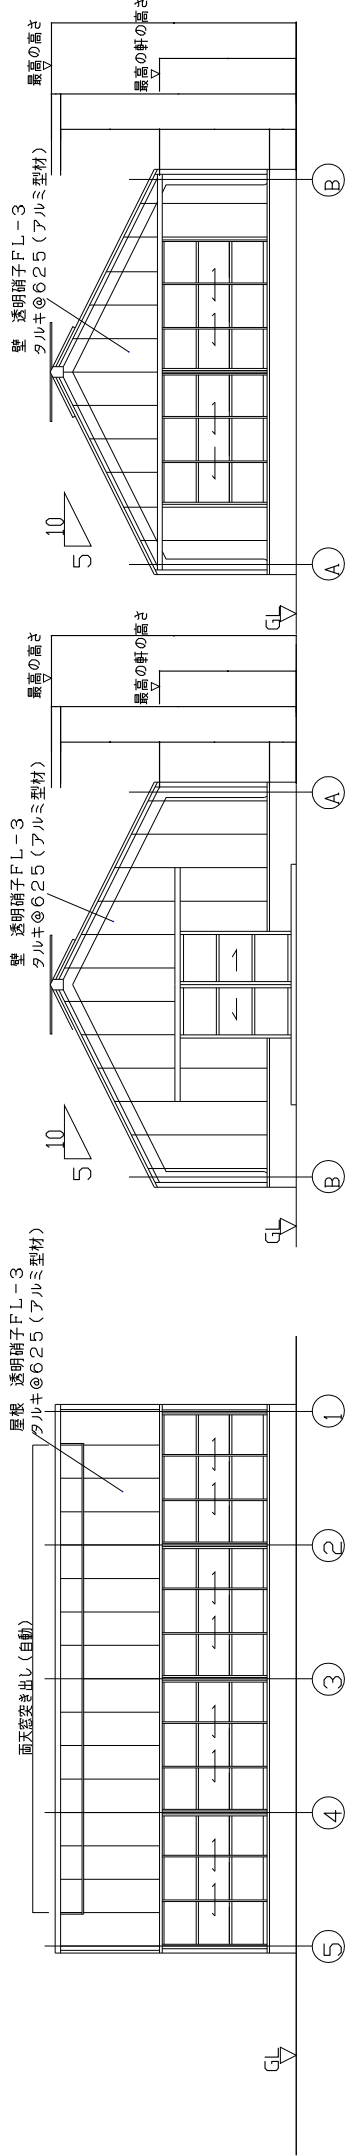 屋根　透明硝子FL-3
タルキ@625(アルミ型材)
両天窓突き出し(自動)
GL
5
4
3
2
1
壁　透明硝子FL-3
タルキ@625(アルミ型材)
最高の高さ
最高の軒の高さ
10
5
GL
B
A
壁　透明硝子FL-3
タルキ@625(アルミ型材)
最高の高さ
最高の軒の高さ
10
5
GL
A
B